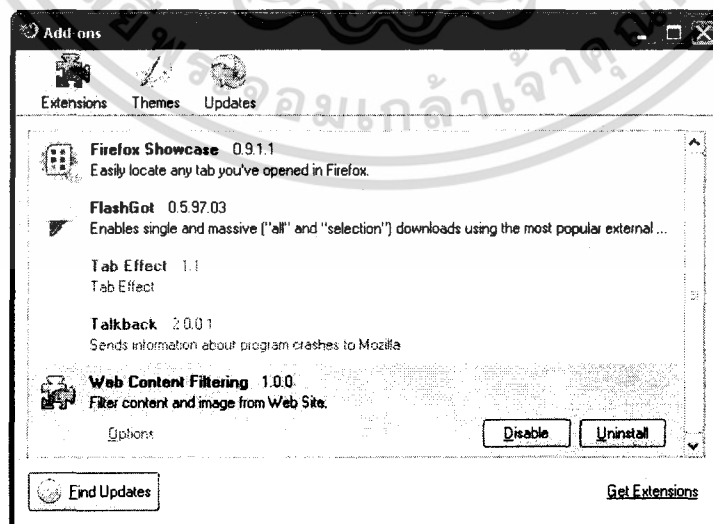 Add-ons
Extensions Themes Updates
Firefox Showcase 0.9.1.1
Easily locate any tab you've opened in Firefox.
FlashGot 0.5.97.03
Enables single and massive ("all" and "selection") downloads using the most popular external ...
Tab Effect 1.1
Tab Effect
Talkback 2.0.0.1
Sends information about program crashes to Mozilla
Web Content Filtering 1.0.0
Filter content and image from Web Site.
Options Disable Uninstall
Find Updates Get Extensions